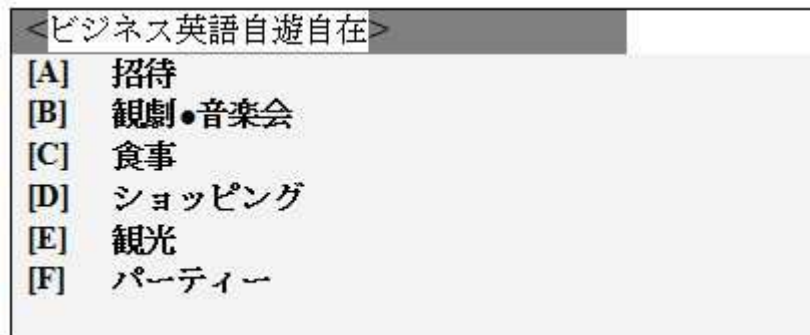 <ビジネス英語自遊自在>
[A] 招待
[B] 観劇●音楽会
[C] 食事
[D] ショッピング
[E] 観光
[F] パーティー